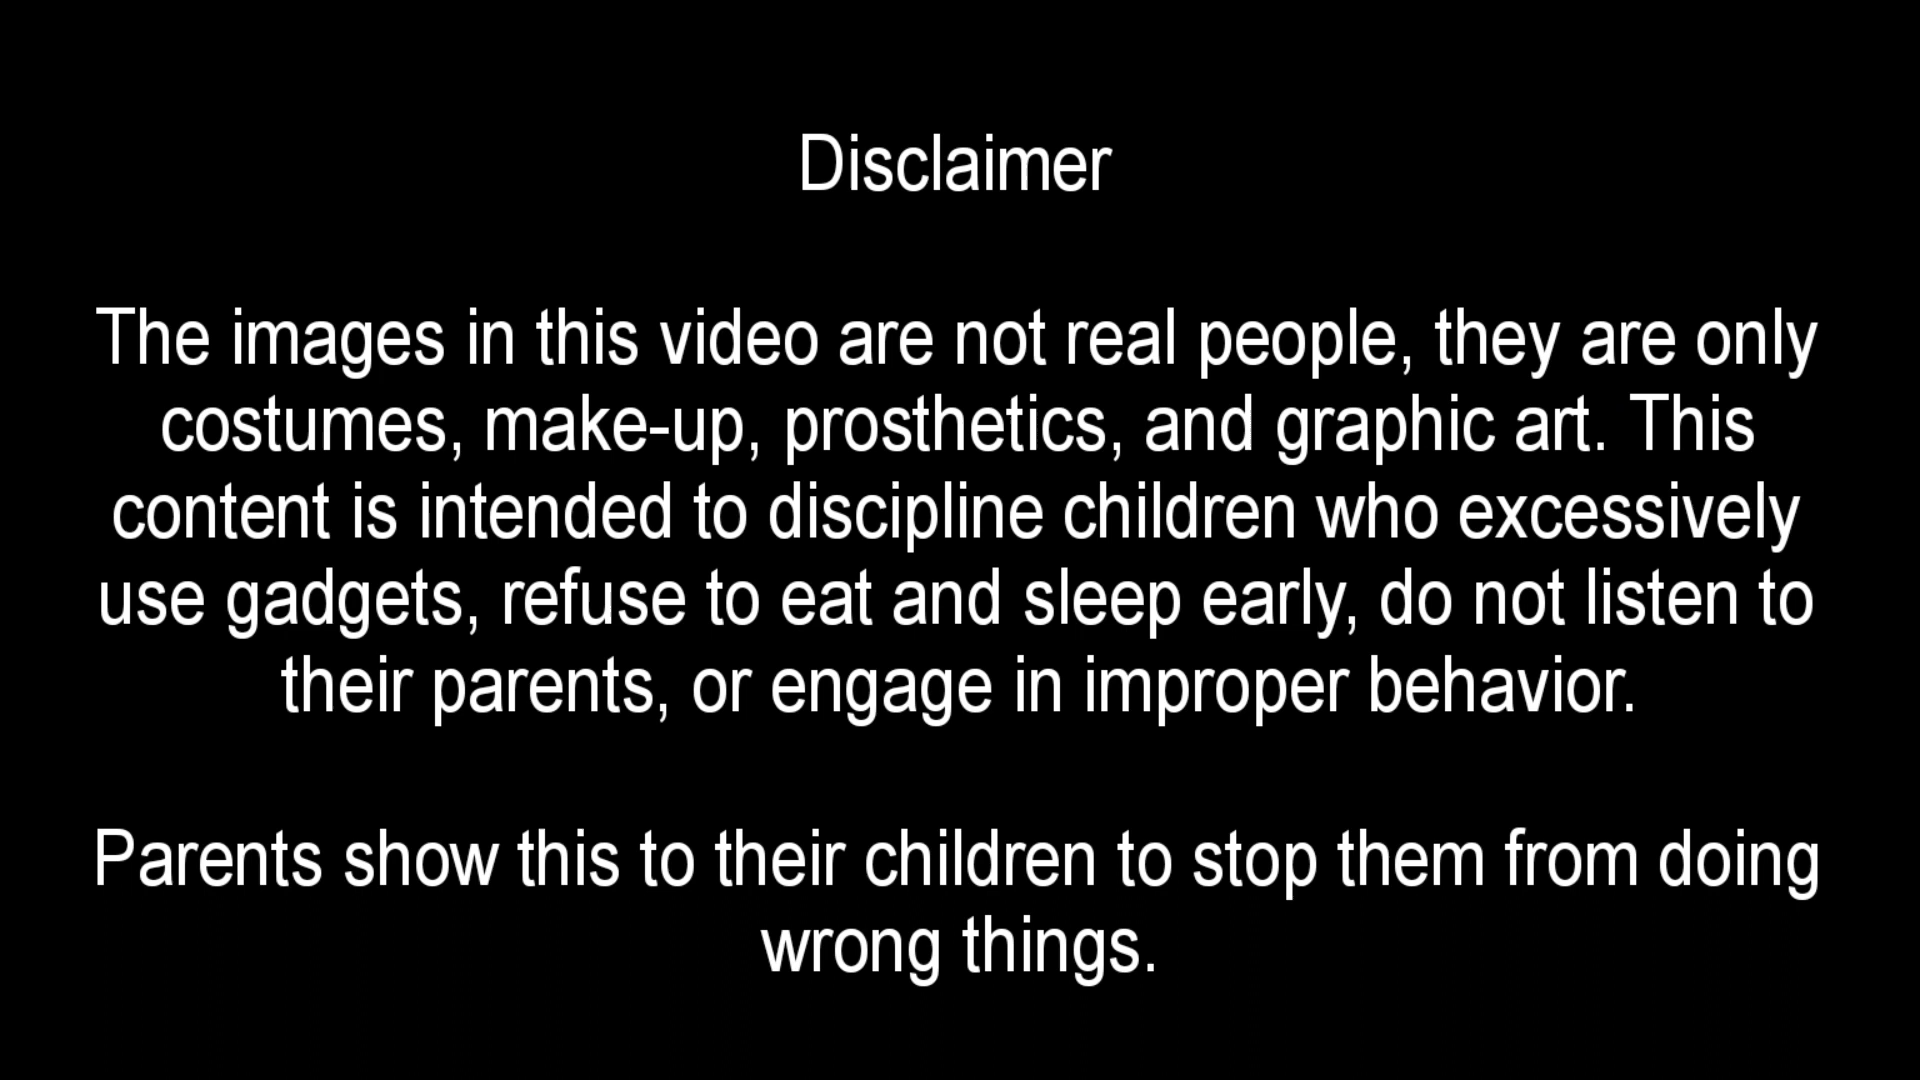 Disclaimer
The images in this video are not real people, they are only
costumes, make-up, prosthetics, and graphic art. This
content is intended to discipline children who excessively
use gadgets, refuse to eat and sleep early, do not listen to
their parents, or engage in improper behavior.
Parents show this to their children to stop them from doing
wrong things.